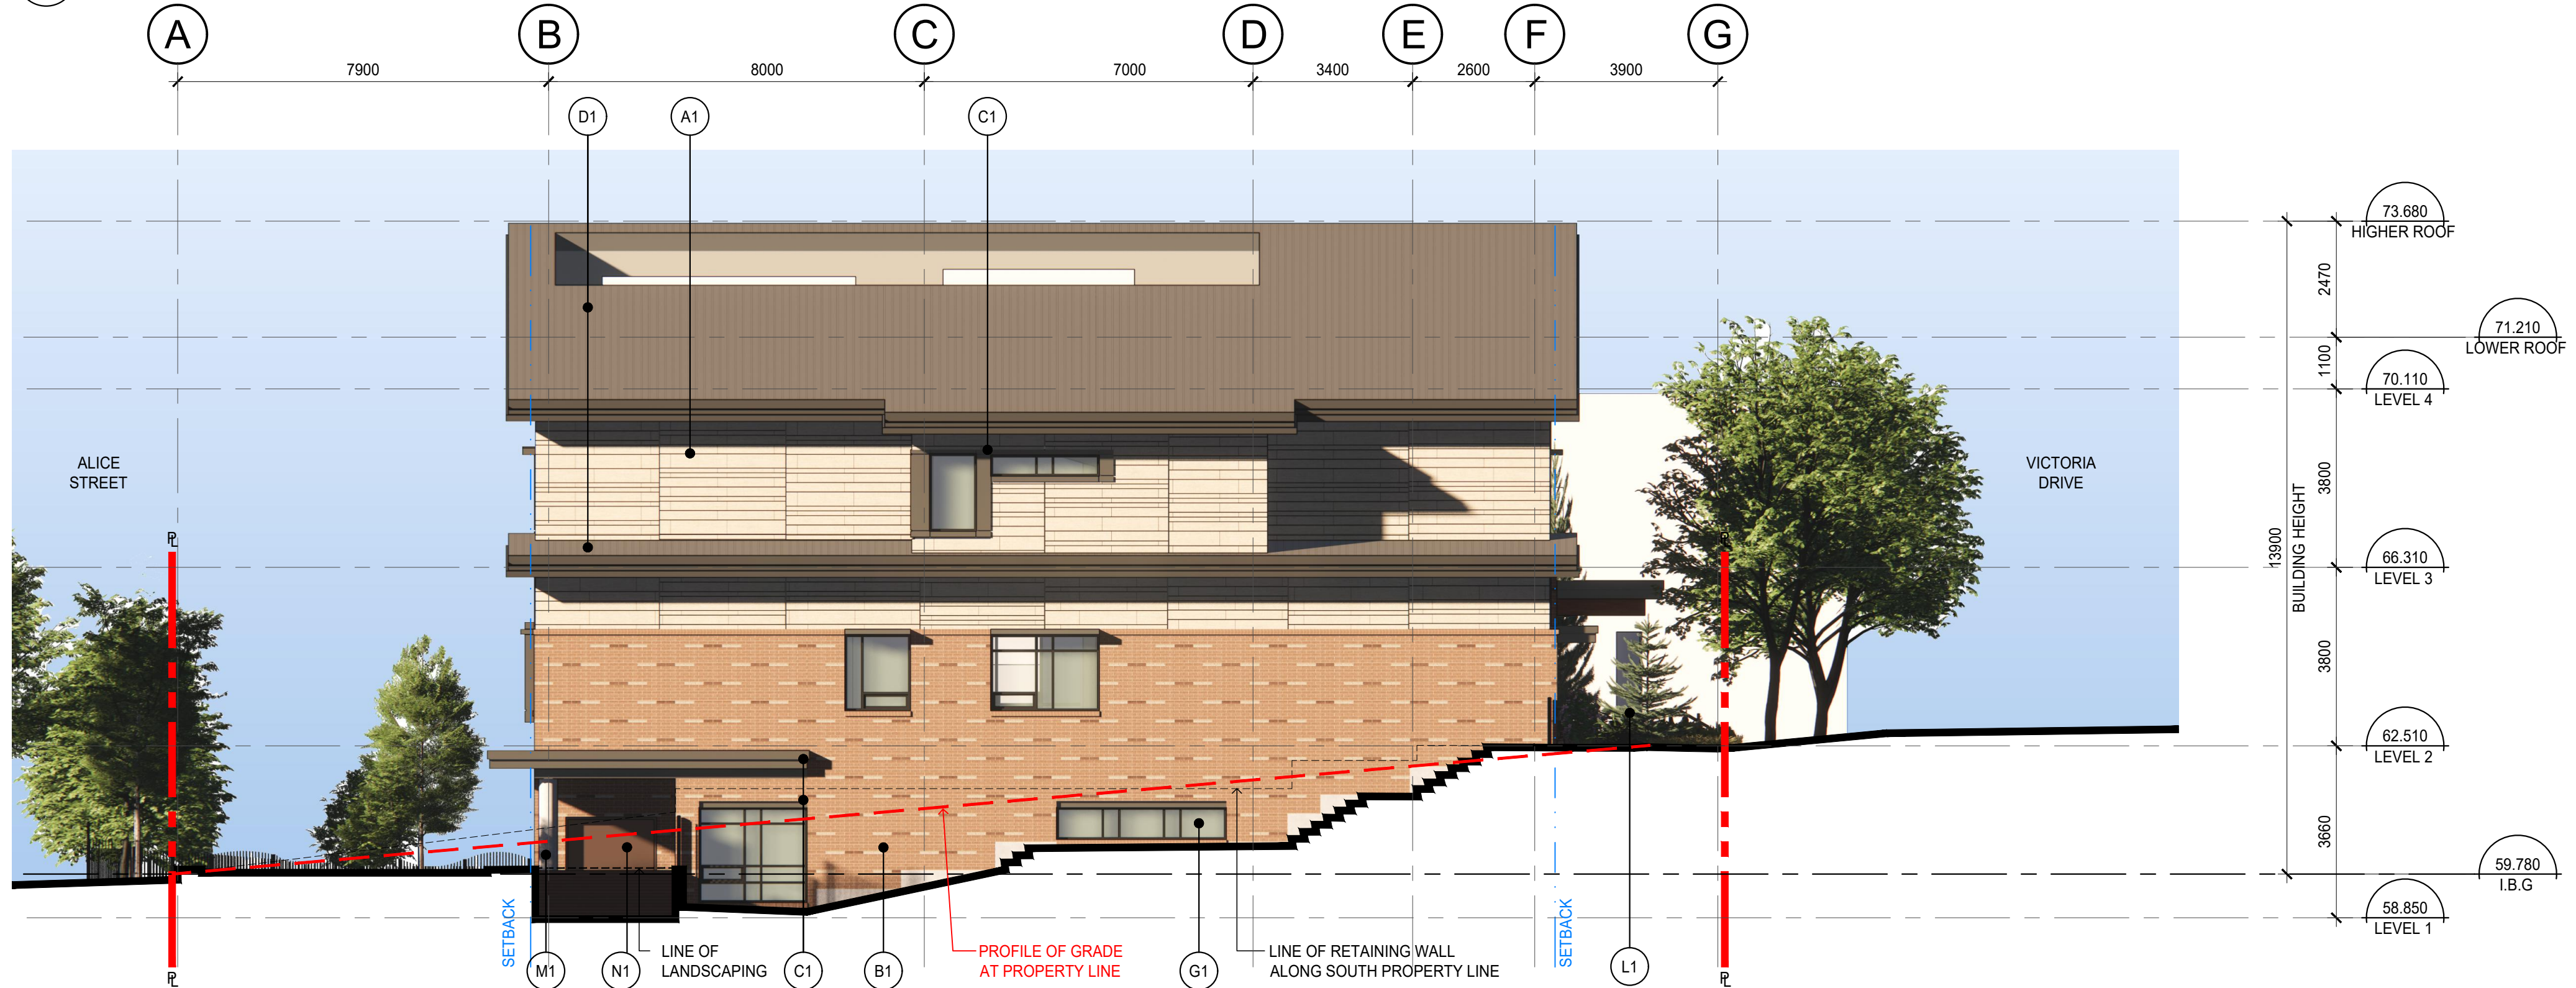 A
B
C
D
E
F
G
7900
8000
7000
3400
2600
3900
D1
A1
C1
73.680
HIGHER ROOF
2470
71.210
LOWER ROOF
1100
70.110
LEVEL 4
ALICE
STREET
VICTORIA
DRIVE
3800
13900
BUILDING HEIGHT
PL
66.310
LEVEL 3
3800
62.510
LEVEL 2
3660
59.780
I.B.G
58.850
LEVEL 1
SETBACK
LINE OF
LANDSCAPING
PROFILE OF GRADE
AT PROPERTY LINE
LINE OF RETAINING WALL
ALONG SOUTH PROPERTY LINE
SETBACK
M1
N1
C1
B1
G1
L1
PL
PL